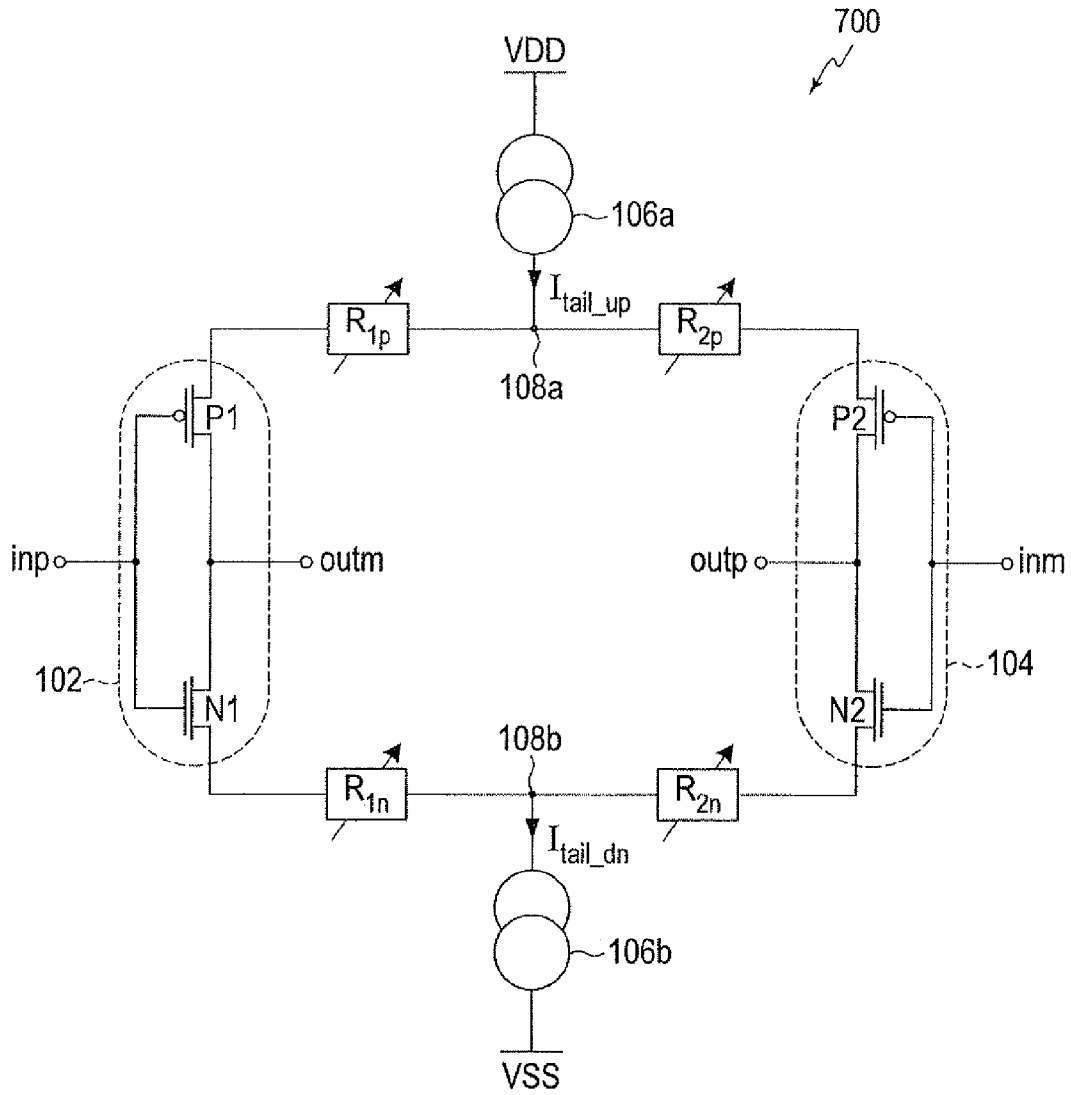 700
VDD
106a
I_tail_up
R_1p
R_2p
108a
P1
P2
inp
outm
outp
inm
102
104
N1
N2
108b
R_1n
R_2n
I_tail_dn
106b
VSS